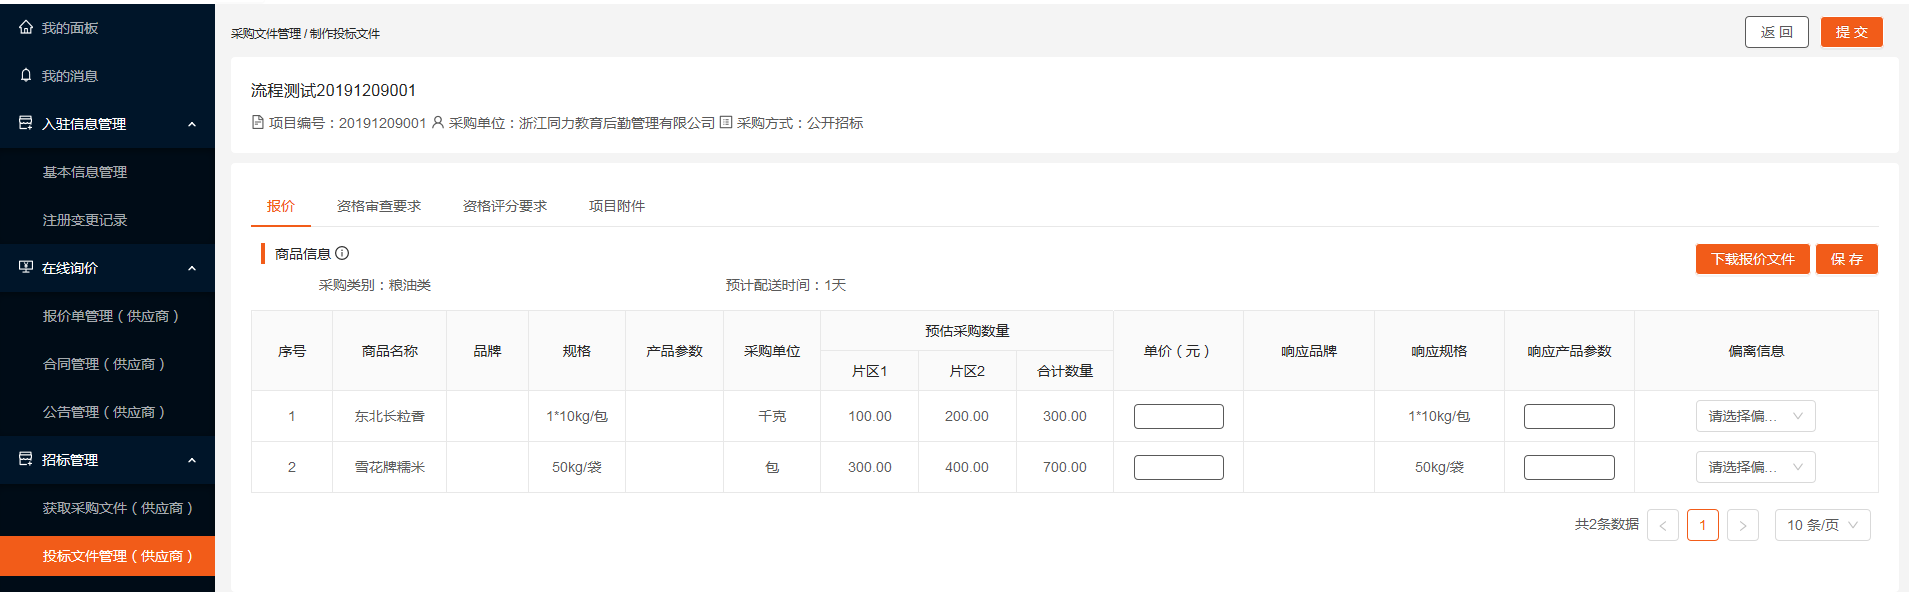 我的面板
我的消息
入驻信息管理
基本信息管理
注册变更记录
在线询价
报价单管理（供应商）
合同管理（供应商）
公告管理（供应商）
招标管理
获取采购文件（供应商）
投标文件管理（供应商）
采购文件管理 / 制作投标文件
返 回 提 交
流程测试20191209001
项目编号：20191209001 采购单位：浙江同力教育后勤管理有限公司 采购方式：公开招标
报价 资格审查要求 资格评分要求 项目附件
商品信息
下载报价文件 保 存
采购类别：粮油类 预计配送时间：1天
序号 商品名称 品牌 规格 产品参数 采购单位 预估采购数量 单价（元） 响应品牌 响应规格 响应产品参数 偏离信息
片区1 片区2 合计数量
1 东北长粒香 1*10kg/包 千克 100.00 200.00 300.00 1*10kg/包 请选择偏...
2 雪花牌糯米 50kg/袋 包 300.00 400.00 700.00 50kg/袋 请选择偏...
共2条数据 < 1 > 10 条/页